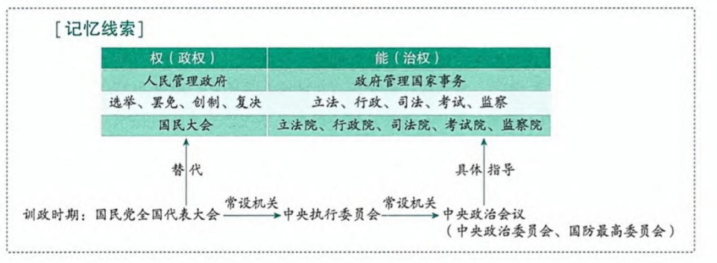 [记忆线索]
权（政权） 能（治权）
人民管理政府 政府管理国家事务
选举、罢免、创制、复决 立法、行政、司法、考试、监察
国民大会 立法院、行政院、司法院、考试院、监察院
替代 具体指导
训政时期：国民党全国代表大会 常设机关 中央执行委员会 常设机关 中央政治会议
（中央政治委员会、国防最高委员会）